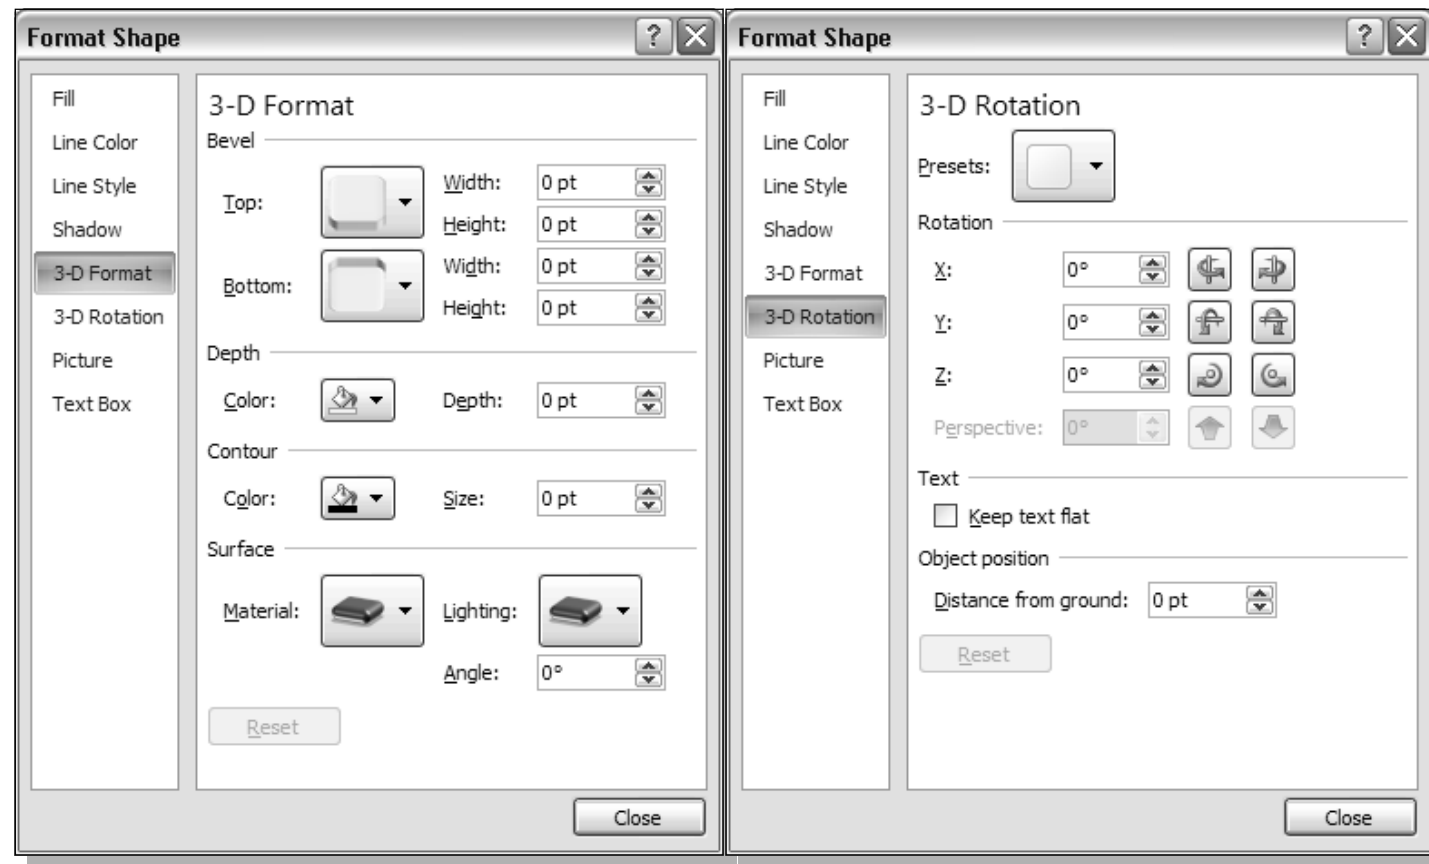 Format Shape
?
Fill
Line Color
Line Style
Shadow
3-D Format
3-D Rotation
Picture
Text Box
3-D Format
Bevel
Top:
Width: 0 pt
Height: 0 pt
Bottom:
Width: 0 pt
Height: 0 pt
Depth
Color: Depth: 0 pt
Contour
Color: Size: 0 pt
Surface
Material: Lighting:
Angle: 0°
Reset
Close
Format Shape
?
Fill
Line Color
Line Style
Shadow
3-D Format
3-D Rotation
Picture
Text Box
3-D Rotation
Presets:
Rotation
X: 0°
Y: 0°
Z: 0°
Perspective: 0°
Text
Keep text flat
Object position
Distance from ground: 0 pt
Reset
Close